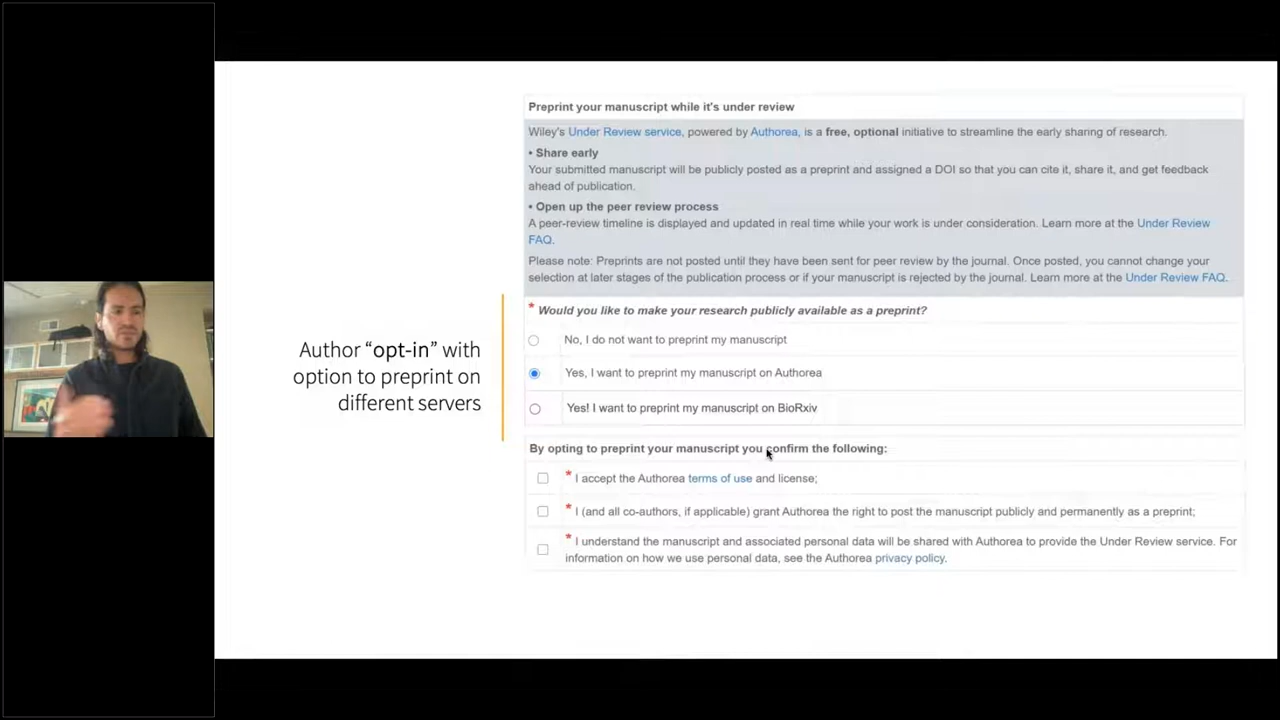 Author “opt-in” with
option to preprint on
different servers
Preprint your manuscript while it's under review
Wiley's Under Review service, powered by Authorea, is a free, optional initiative to streamline the early sharing of research.
• Share early
Your submitted manuscript will be publicly posted as a preprint and assigned a DOI so that you can cite it, share it, and get feedback
ahead of publication.
• Open up the peer review process
A peer-review timeline is displayed and updated in real time while your work is under consideration. Learn more at the Under Review
FAQ.
Please note: Preprints are not posted until they have been sent for peer review by the journal. Once posted, you cannot change your
selection at later stages of the publication process or if your manuscript is rejected by the journal. Learn more at the Under Review FAQ.
* Would you like to make your research publicly available as a preprint?
No, I do not want to preprint my manuscript
Yes, I want to preprint my manuscript on Authorea
Yes! I want to preprint my manuscript on BioRxiv
By opting to preprint your manuscript you confirm the following:
* I accept the Authorea terms of use and license;
* I (and all co-authors, if applicable) grant Authorea the right to post the manuscript publicly and permanently as a preprint;
* I understand the manuscript and associated personal data will be shared with Authorea to provide the Under Review service. For
information on how we use personal data, see the Authorea privacy policy.